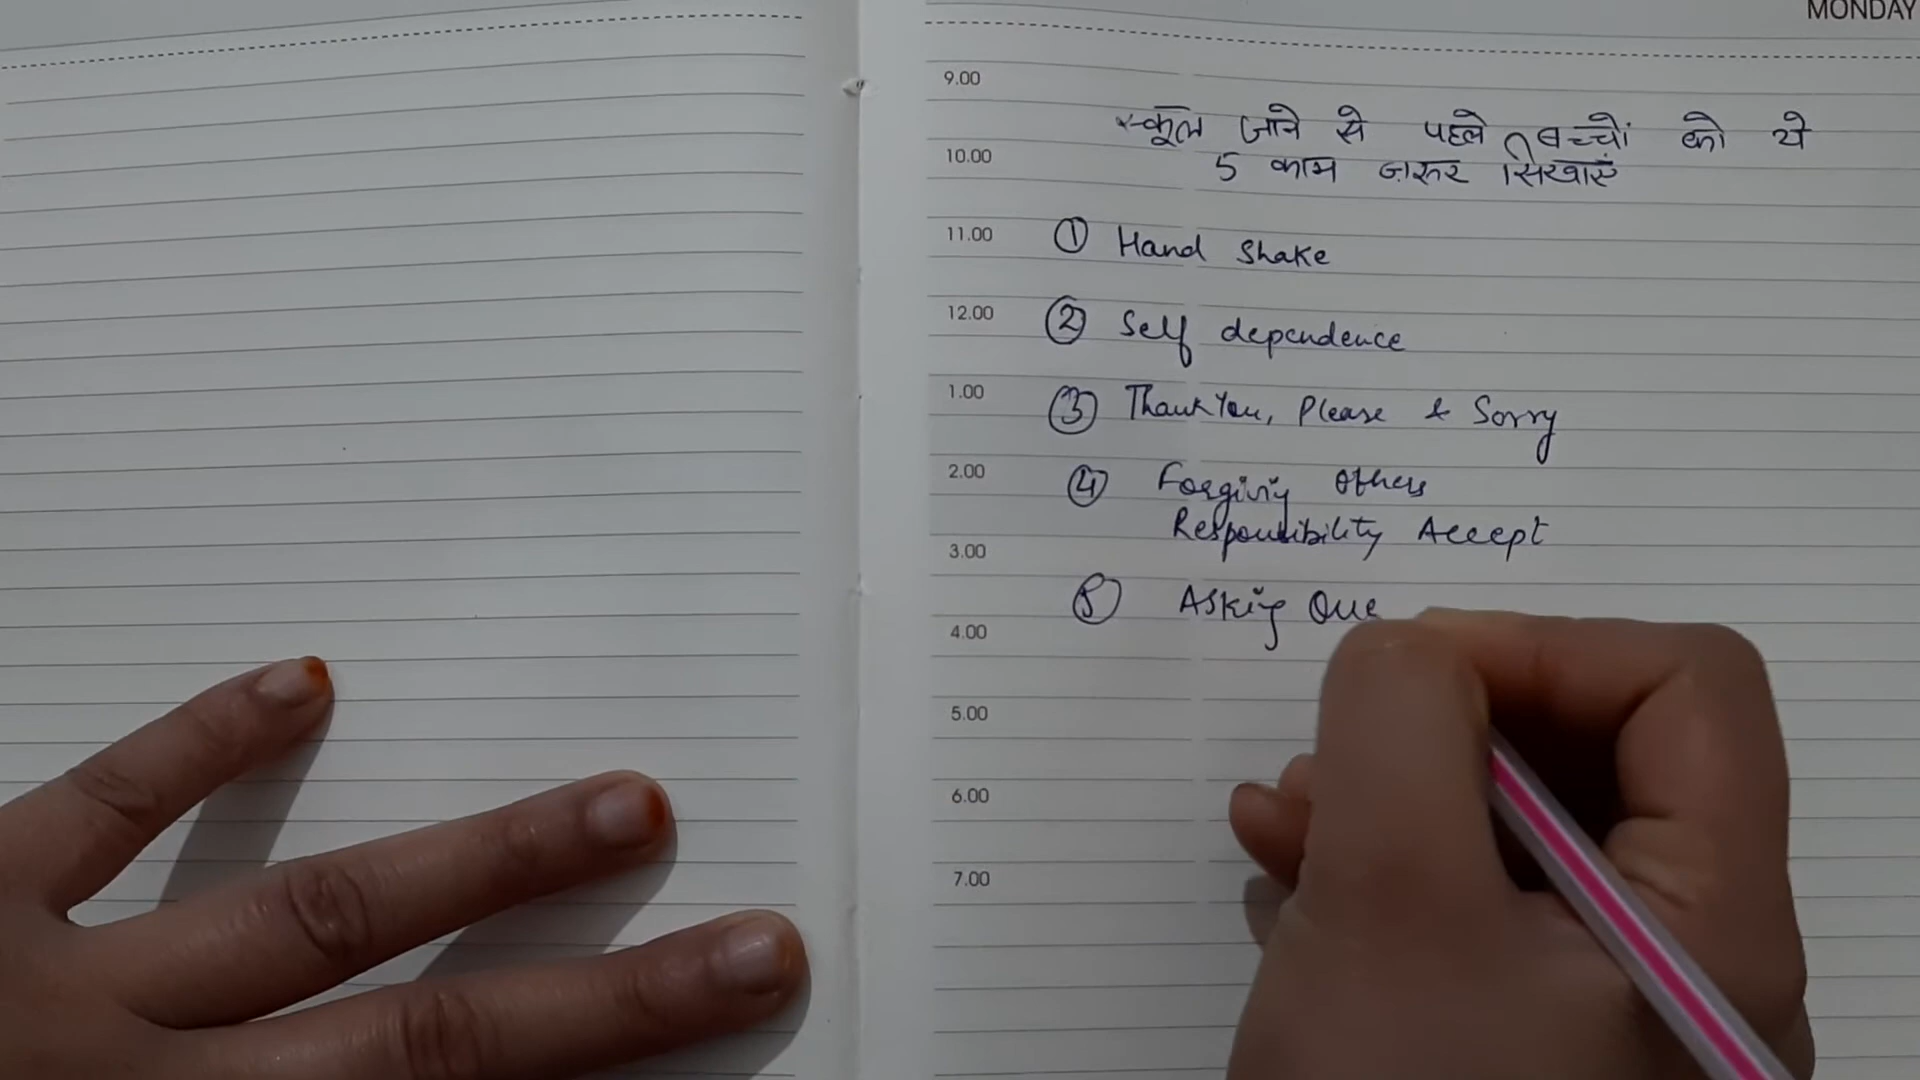 MONDAY
9.00
स्कूल जाने से पहले बच्चों को ये
10.00
5 काम ज़रूर सिखाएं
11.00
① Hand Shake
12.00
② Self dependence
1.00
③ Thank You, Please & Sorry
2.00
④ Forgiving Others
Responsibility Accept
3.00
⑤ Asking Que
4.00
5.00
6.00
7.00